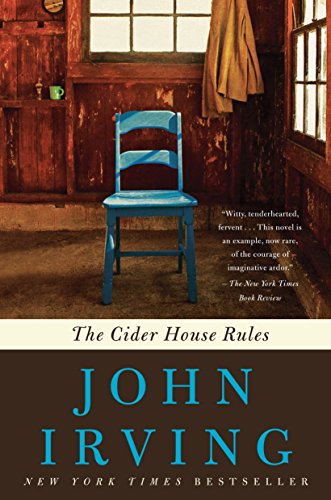 “Witty, tenderhearted,
fervent . . . This novel is
an example, now rare,
of the courage of
imaginative ardor.”
— The New York Times
Book Review
The Cider House Rules
JOHN
IRVING
NEW YORK TIMES BESTSELLER